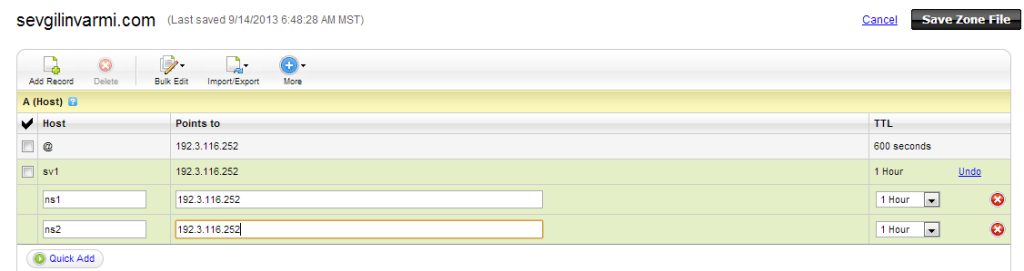 sevgilinvarmi.com (Last saved 9/14/2013 6:48:28 AM MST) Cancel Save Zone File
Add Record Delete Bulk Edit Import/Export More
A (Host) ?
Host Points to TTL
@ 192.3.116.252 600 seconds
sv1 192.3.116.252 1 Hour Undo
ns1 192.3.116.252 1 Hour
ns2 192.3.116.252 1 Hour
Quick Add